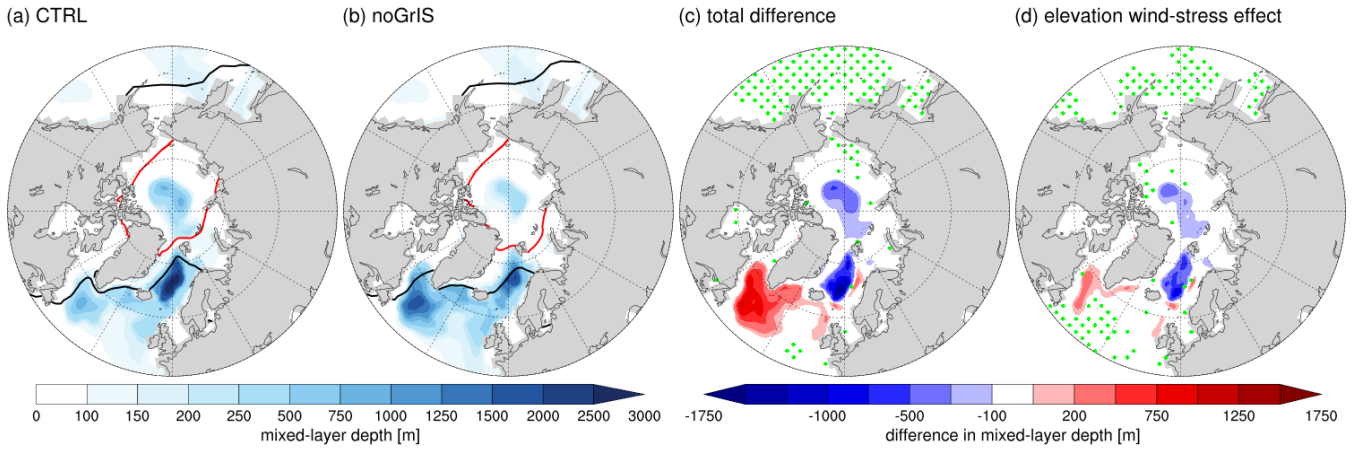 (a) CTRL
(b) noGrIS
(c) total difference
(d) elevation wind-stress effect
0 100 150 200 250 500 750 1250 1500 2000 2500 3000
mixed-layer depth [m]
-1750 -1000 -500 -100 200 750 1250 1750
difference in mixed-layer depth [m]